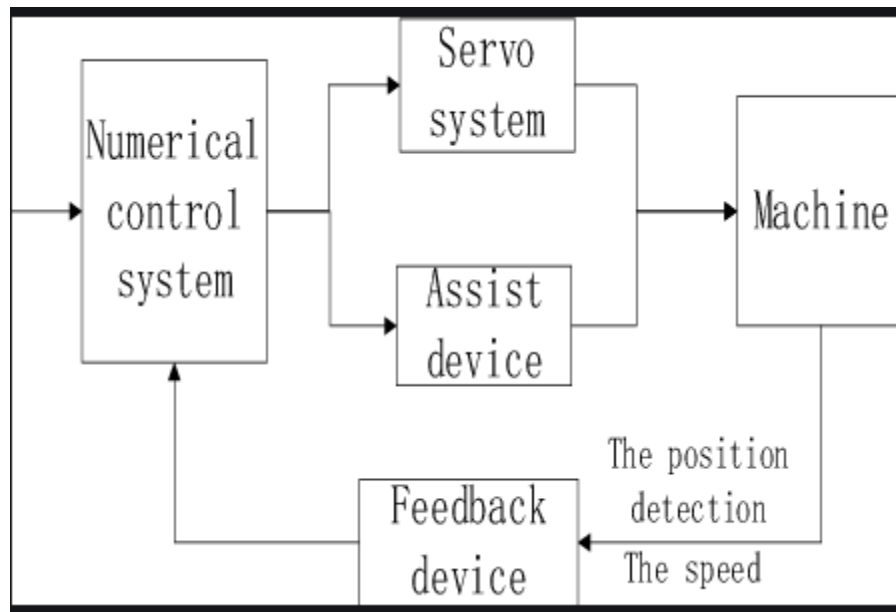 Servo
system
Numerical
control
system
Machine
Assist
device
The position
detection
Feedback
device
The speed